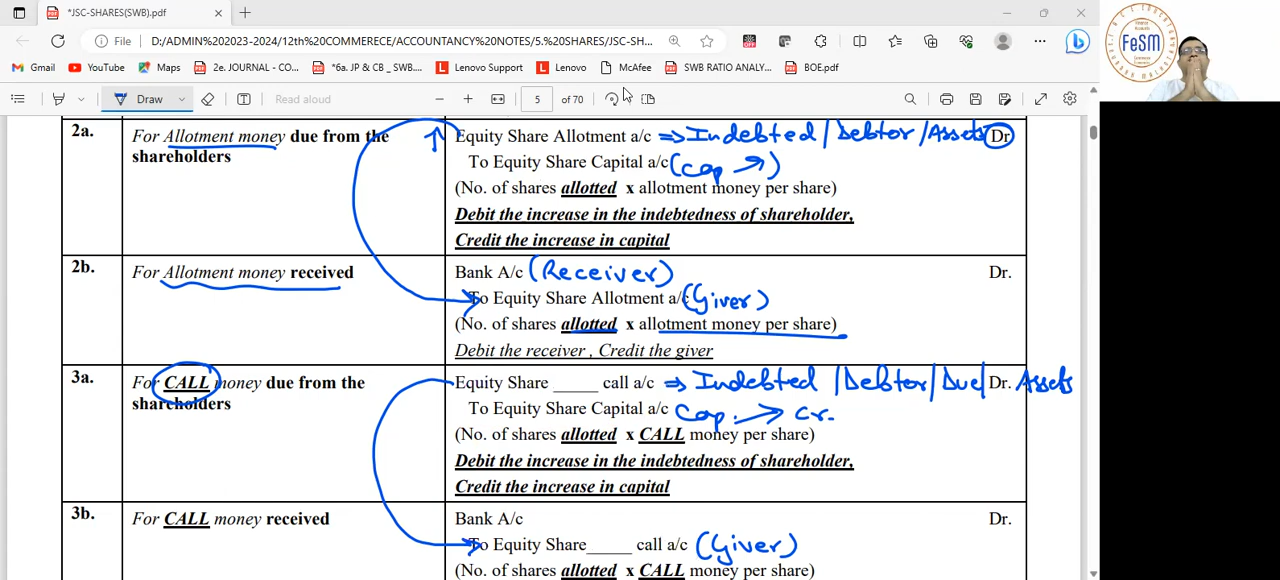 *JSC-SHARES(SWB).pdf
File D:/ADMIN%202023-2024/12th%20COMMERECE/ACCOUNTANCY%20NOTES/5.%20SHARES/JSC-SH...
OFF
Gmail YouTube Maps 2e. JOURNAL - CO... *6a. JP & CB _ SWB.... Lenovo Support Lenovo McAfee SWB RATIO ANALY... BOE.pdf
Draw Read aloud 5 of 70
FeSM
2a. For Allotment money due from the shareholders
Equity Share Allotment a/c ⇒ Indebted/Debtor/Assets Dr
To Equity Share Capital a/c (Cap ↗)
(No. of shares allotted x allotment money per share)
Debit the increase in the indebtedness of shareholder,
Credit the increase in capital
2b. For Allotment money received
Bank A/c (Receiver) Dr.
To Equity Share Allotment a/c (Giver)
(No. of shares allotted x allotment money per share)
Debit the receiver , Credit the giver
3a. For CALL money due from the shareholders
Equity Share _____ call a/c ⇒ Indebted /Debtor/Due/ Dr. Assets
To Equity Share Capital a/c Cap. → Cr.
(No. of shares allotted x CALL money per share)
Debit the increase in the indebtedness of shareholder,
Credit the increase in capital
3b. For CALL money received
Bank A/c Dr.
To Equity Share_____ call a/c (Giver)
(No. of shares allotted x CALL money per share)